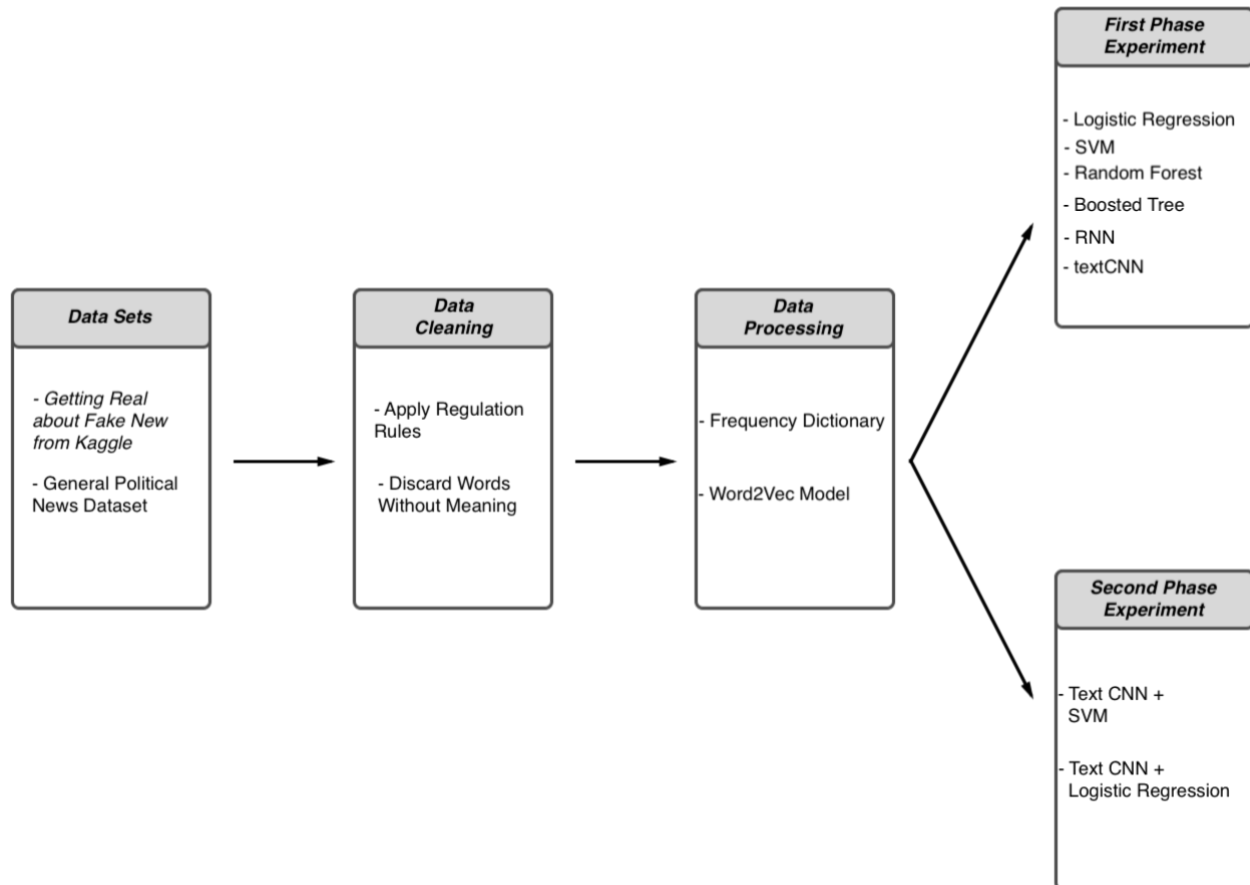 Data Sets
- Getting Real
about Fake New
from Kaggle
- General Political
News Dataset
Data
Cleaning
- Apply Regulation
Rules
- Discard Words
Without Meaning
Data
Processing
- Frequency Dictionary
- Word2Vec Model
First Phase
Experiment
- Logistic Regression
- SVM
- Random Forest
- Boosted Tree
- RNN
- textCNN
Second Phase
Experiment
- Text CNN +
SVM
- Text CNN +
Logistic Regression